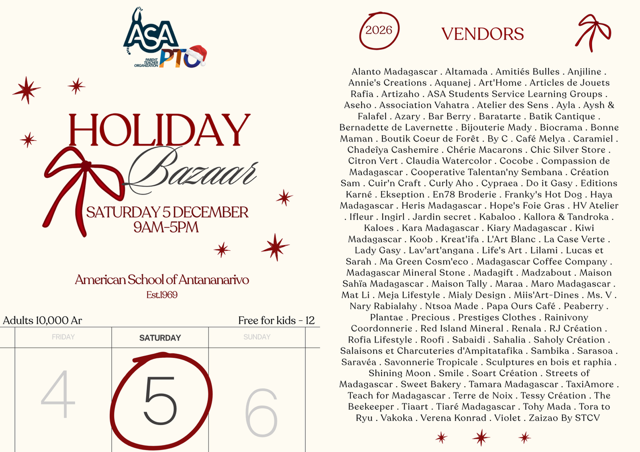 ASA
PARENT
TEACHER
ORGANIZATION
PTO
HOLIDAY
Bazaar
SATURDAY 5 DECEMBER
9AM-5PM
American School of Antananarivo
Est.1969
Adults 10,000 Ar
Free for kids - 12
FRIDAY
SATURDAY
SUNDAY
4
5
6
2026
VENDORS
Alanto Madagascar . Altamada . Amitiés Bulles . Anjiline .
Annie's Creations . Aquanej . Art'Home . Articles de Jouets
Rafia . Artizaho . ASA Students Service Learning Groups .
Aseho . Association Vahatra . Atelier des Sens . Ayla . Aysh &
Falafel . Azary . Bar Berry . Baratarte . Batik Cantique .
Bernadette de Lavernette . Bijouterie Mady . Biocrama . Bonne
Maman . Boutik Coeur de Forêt . By C . Café Melya . Caramiel .
Chadeïya Cashemire . Chérie Macarons . Chic Silver Store .
Citron Vert . Claudia Watercolor . Cocobe . Compassion de
Madagascar . Cooperative Talentan'ny Sembana . Création
Sam . Cuir'n Craft . Curly Aho . Cypraea . Do it Gasy . Editions
Karné . Ekseption . En78 Broderie . Franky's Hot Dog . Haya
Madagascar . Heris Madagascar . Hope's Foie Gras . HV Atelier
. Ifleur . Ingirl . Jardin secret . Kabaloo . Kallora & Tandroka .
Kaloes . Kara Madagascar . Kiary Madagascar . Kiwi
Madagascar . Koob . Kreat'ifa . L'Art Blanc . La Case Verte .
Lady Gasy . Lav'art'angana . Life's Art . Lilami . Lucas et
Sarah . Ma Green Cosm'eco . Madagascar Coffee Company .
Madagascar Mineral Stone . Madagift . Madzabout . Maison
Sahïa Madagascar . Maison Tally . Maraa . Maro Madagascar .
Mat Li . Meja Lifestyle . Mialy Design . Miis'Art-Dines . Ms. V .
Nary Rabialahy . Ntsoa Made . Papa Ours Café . Peaberry .
Plantae . Precious . Prestiges Clothes . Rainivony
Coordonnerie . Red Island Mineral . Renala . RJ Création .
Rofia Lifestyle . Roofi . Sabaidi . Sahalia . Saholy Création .
Salaisons et Charcuteries d'Ampitatafika . Sambika . Sarasoa .
Saravéa . Savonnerie Tropicale . Sculptures en bois et raphia .
Shining Moon . Smile . Soart Création . Streets of
Madagascar . Sweet Bakery . Tamara Madagascar . TaxiAmore .
Teach for Madagascar . Terre de Noix . Tessy Création . The
Beekeeper . Tiaart . Tiaré Madagascar . Tohy Mada . Tora to
Ryu . Vakoka . Verena Konrad . Violet . Zaizao By STCV